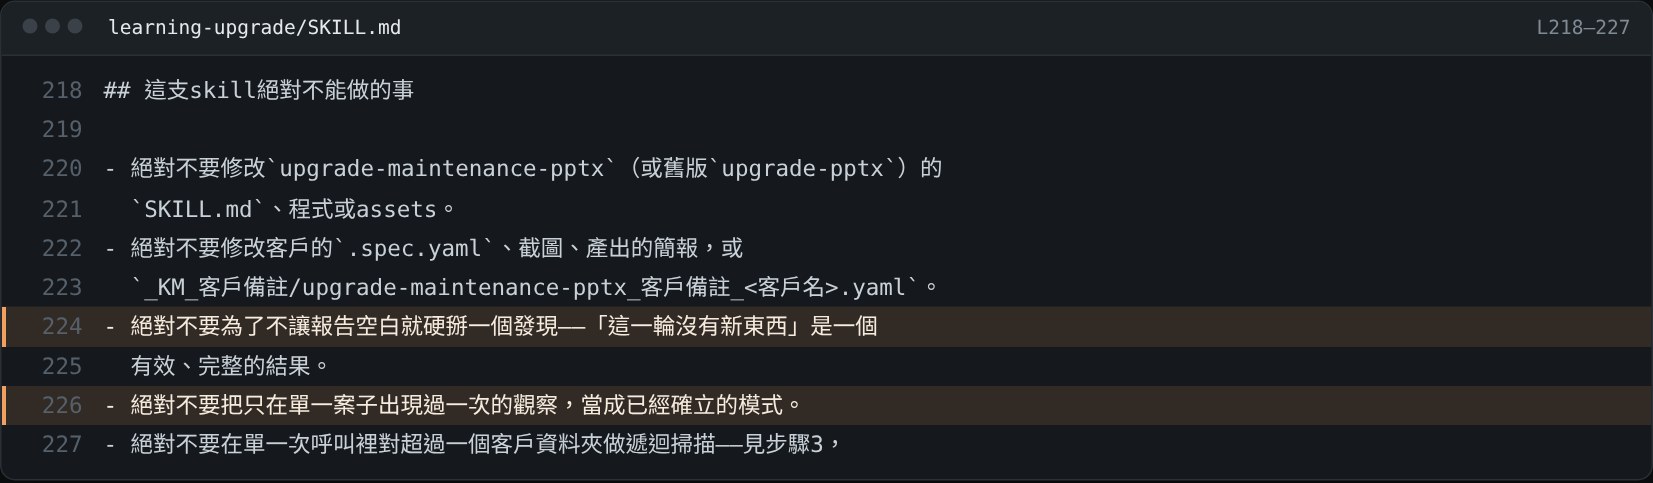 learning-upgrade/SKILL.md
L218–227
218 ## 這支skill絕對不能做的事
219
220 - 絕對不要修改`upgrade-maintenance-pptx`（或舊版`upgrade-pptx`）的
221   `SKILL.md`、程式或assets。
222 - 絕對不要修改客戶的`.spec.yaml`、截圖、產出的簡報，或
223   `_KM_客戶備註/upgrade-maintenance-pptx_客戶備註_<客戶名>.yaml`。
224 - 絕對不要為了不讓報告空白就硬掰一個發現——「這一輪沒有新東西」是一個
225   有效、完整的結果。
226 - 絕對不要把只在單一案子出現過一次的觀察，當成已經確立的模式。
227 - 絕對不要在單一次呼叫裡對超過一個客戶資料夾做遞迴掃描——見步驟3，